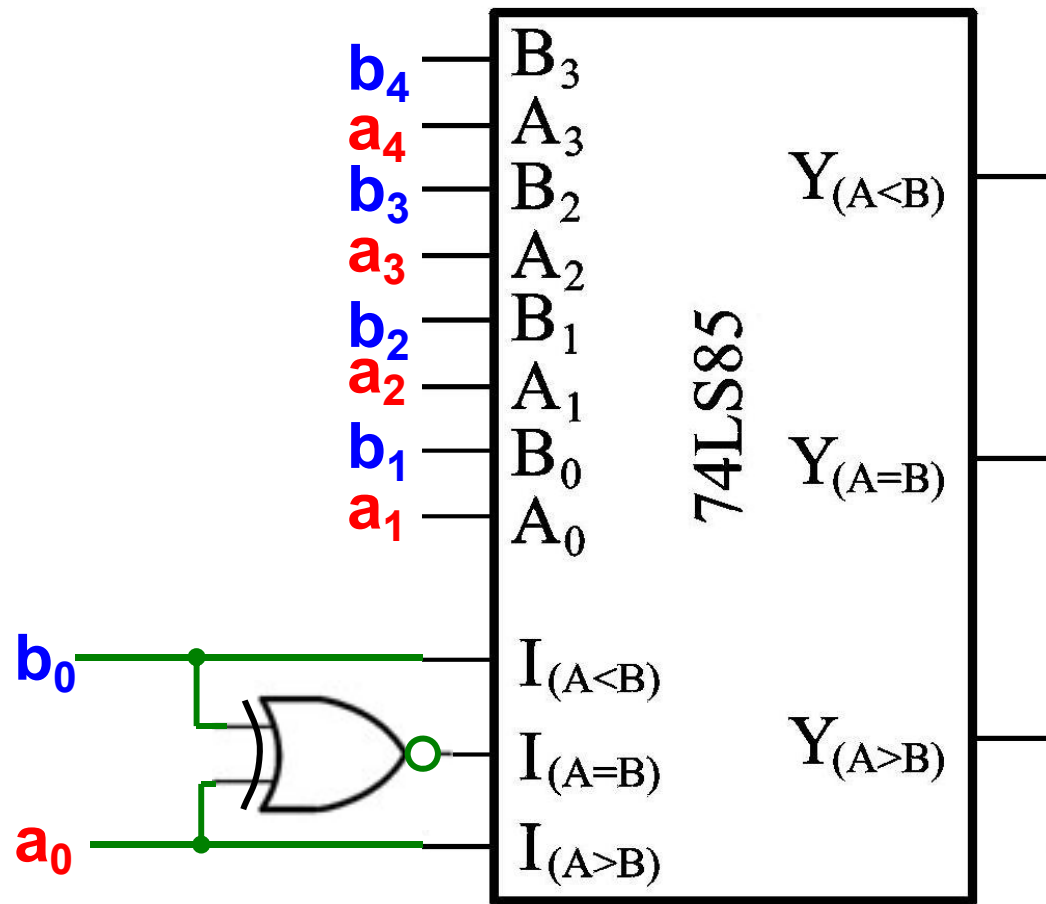 b₄ B₃
a₄ A₃
b₃ B₂
a₃ A₂
b₂ B₁
a₂ A₁
b₁ B₀
a₁ A₀
b₀ I(A<B)
I(A=B)
a₀ I(A>B)
74LS85
Y(A<B)
Y(A=B)
Y(A>B)